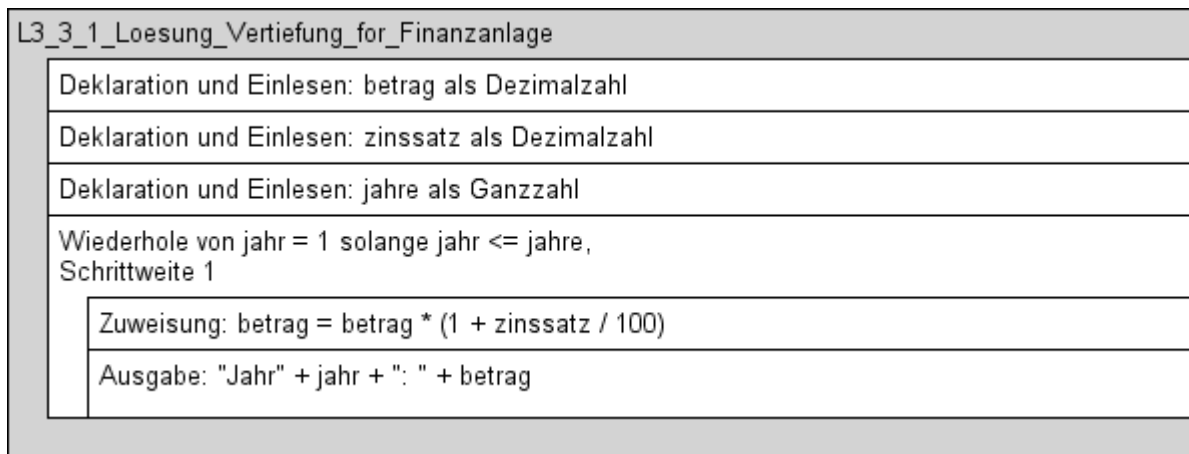 L3_3_1_Loesung_Vertiefung_for_Finanzanlage
Deklaration und Einlesen: betrag als Dezimalzahl
Deklaration und Einlesen: zinssatz als Dezimalzahl
Deklaration und Einlesen: jahre als Ganzzahl
Wiederhole von jahr = 1 solange jahr <= jahre,
Schrittweite 1
Zuweisung: betrag = betrag * (1 + zinssatz / 100)
Ausgabe: "Jahr" + jahr + ": " + betrag